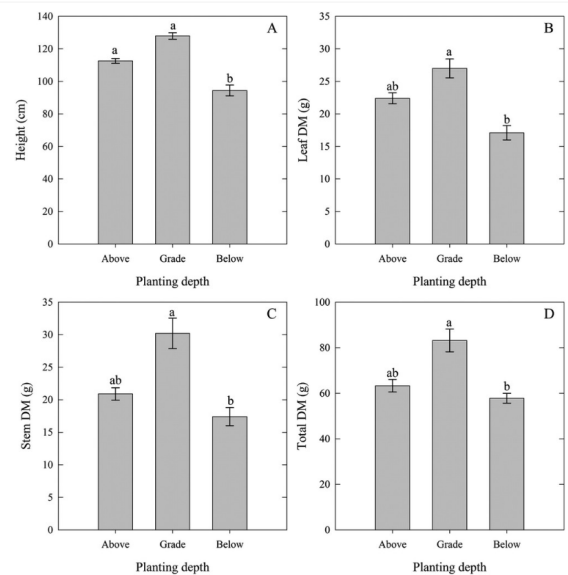 A
Height (cm)
140
120
100
80
60
40
20
0
a
a
b
Above
Grade
Below
Planting depth
B
Leaf DM (g)
35
30
25
20
15
10
5
0
ab
a
b
Above
Grade
Below
Planting depth
C
Stem DM (g)
35
30
25
20
15
10
5
0
ab
a
b
Above
Grade
Below
Planting depth
D
Total DM (g)
100
80
60
40
20
0
ab
a
b
Above
Grade
Below
Planting depth